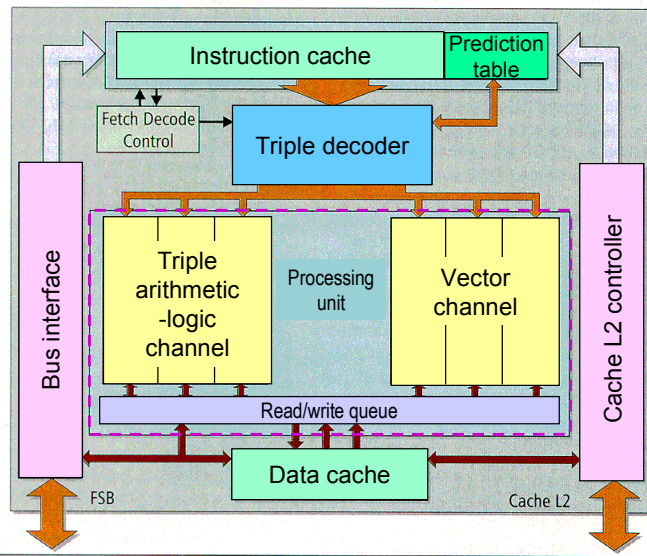 Instruction cache
Prediction
table
Fetch Decode
Control
Triple decoder
Bus interface
Triple
arithmetic
-logic
channel
Processing
unit
Vector
channel
Cache L2 controller
Read/write queue
Data cache
FSB
Cache L2